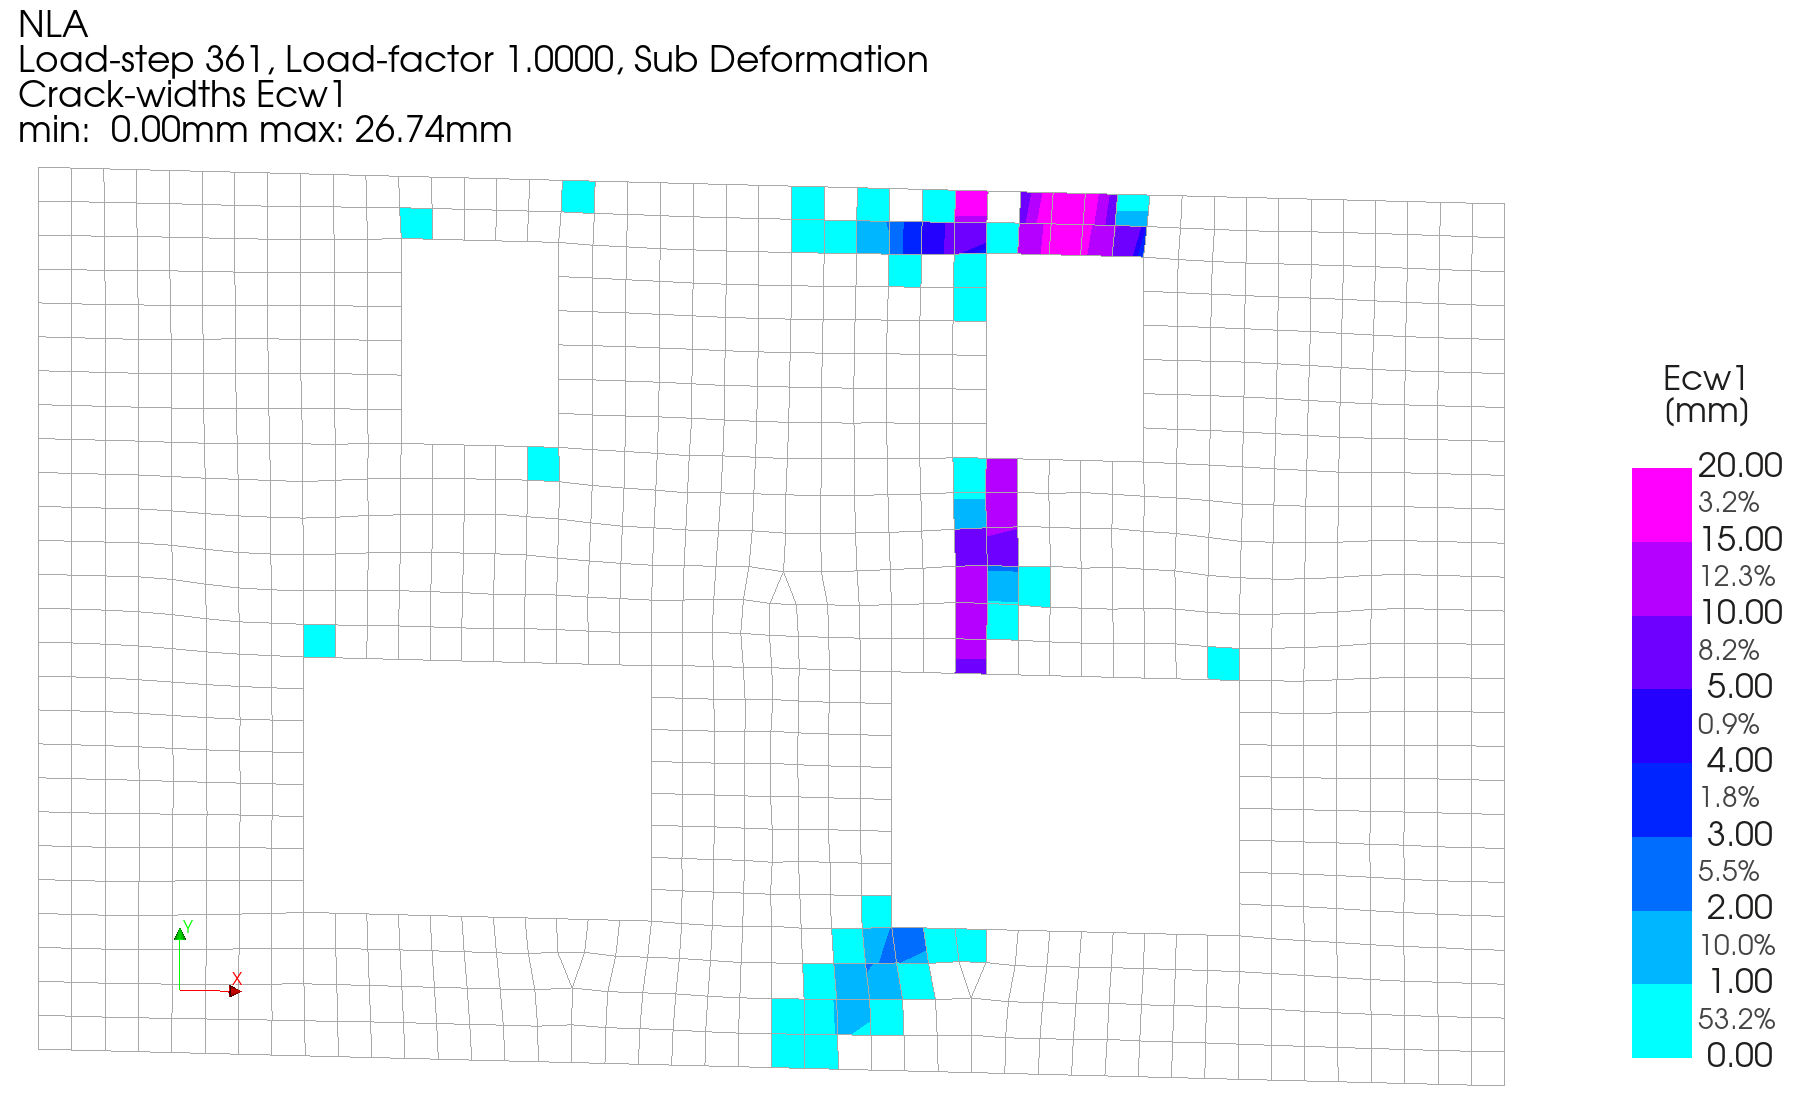 NLA
Load-step 361, Load-factor 1.0000, Sub Deformation
Crack-widths Ecw1
min:  0.00mm max: 26.74mm
Ecw1
(mm)
20.00
3.2%
15.00
12.3%
10.00
8.2%
5.00
0.9%
4.00
1.8%
3.00
5.5%
2.00
10.0%
1.00
53.2%
0.00
Y
X